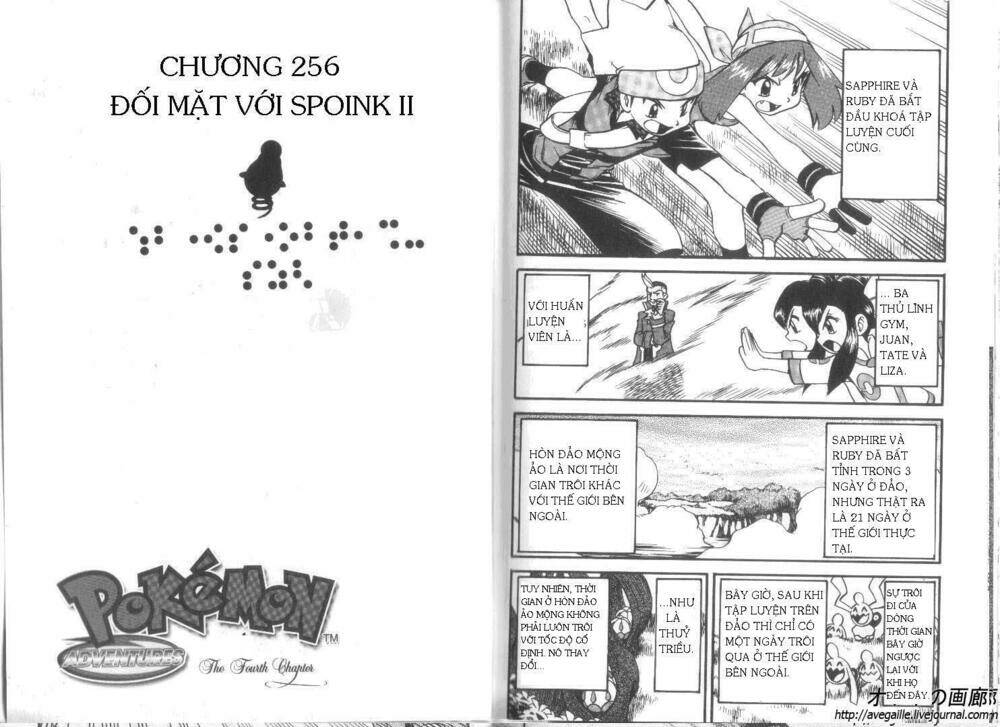 CHƯƠNG 256
ĐỐI MẶT VỚI SPOINK II
POKéMON
TM
ADVENTURES
The Fourth Chapter
SAPPHIRE VÀ
RUBY ĐÃ BẮT
ĐẦU KHOÁ TẬP
LUYỆN CUỐI
CÙNG.
VỚI HUẤN
LUYỆN
VIÊN LÀ...
... BA
THỦ LĨNH
GYM,
JUAN,
TATE VÀ
LIZA.
HÒN ĐẢO MỘNG
ẢO LÀ NƠI THỜI
GIAN TRÔI KHÁC
VỚI THẾ GIỚI BÊN
NGOÀI.
SAPPHIRE VÀ
RUBY ĐÃ BẤT
TỈNH TRONG 3
NGÀY Ở ĐẢO,
NHƯNG THẬT RA
LÀ 21 NGÀY Ở
THẾ GIỚI THỰC
TẠI.
TUY NHIÊN, THỜI
GIAN Ở HÒN ĐẢO
ẢO MỘNG KHÔNG
PHẢI LUÔN TRÔI
VỚI TỐC ĐỘ CỐ
ĐỊNH. NÓ THAY
ĐỔI...
...NHƯ
LÀ
THUỶ
TRIỀU.
BÂY GIỜ, SAU KHI
TẬP LUYỆN TRÊN
ĐẢO THÌ CHỈ CÓ
MỘT NGÀY TRÔI
QUA Ở THẾ GIỚI
BÊN NGOÀI.
SỰ TRÔI
ĐI CỦA
DÒNG
THỜI GIAN
BÂY GIỜ
NGƯỢC
LẠI VỚI
KHI HỌ
ĐẾN ĐÂY.
の画廊
http://avegaille.livejournal.com/